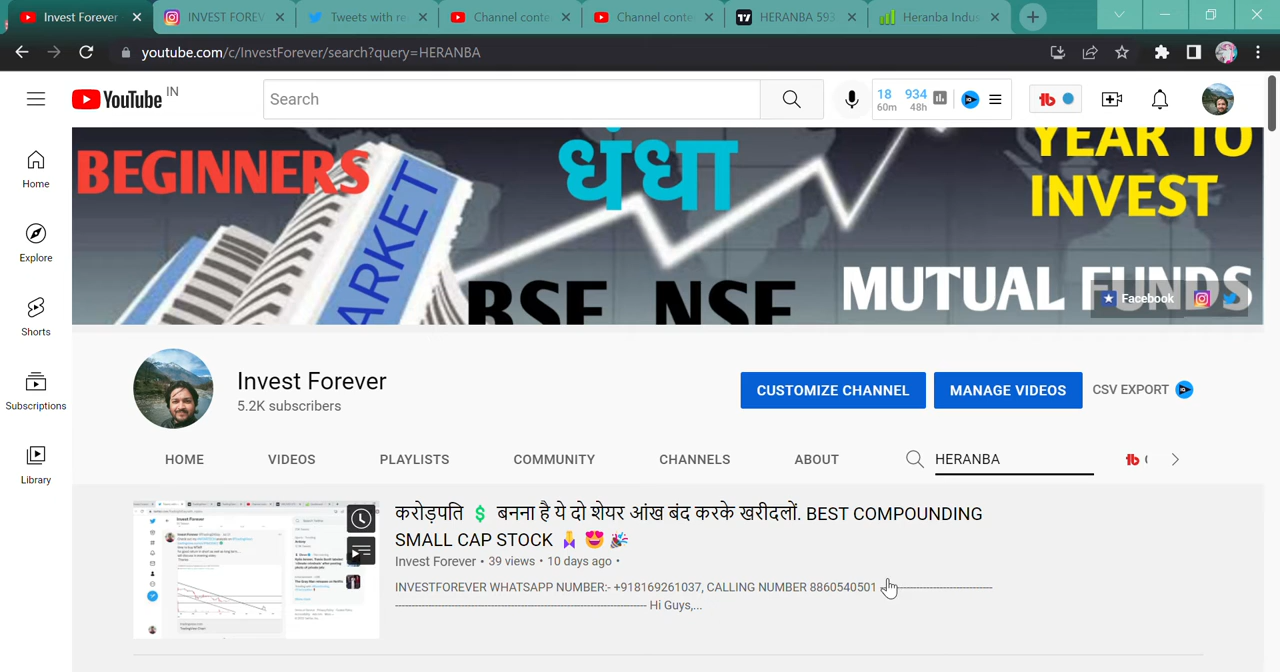 Invest Forever
INVEST FOREV
Tweets with re
Channel conte
Channel conte
HERANBA 593
Heranba Indus
youtube.com/c/InvestForever/search?query=HERANBA
YouTube IN
Search
18 934
60m 48h
BEGINNERS
MARKET
धंधा
YEAR TO
INVEST
BSE NSE
MUTUAL FUNDS
Facebook
Home
Explore
Shorts
Subscriptions
Library
Invest Forever
5.2K subscribers
CUSTOMIZE CHANNEL
MANAGE VIDEOS
CSV EXPORT
HOME
VIDEOS
PLAYLISTS
COMMUNITY
CHANNELS
ABOUT
HERANBA
करोड़पति 💲 बनना है ये दो शेयर आंख बंद करके खरीदलों. BEST COMPOUNDING
SMALL CAP STOCK 🧘 😍 🎉
Invest Forever • 39 views • 10 days ago •
INVESTFOREVER WHATSAPP NUMBER:- +918169261037, CALLING NUMBER 8860540501
Hi Guys,...